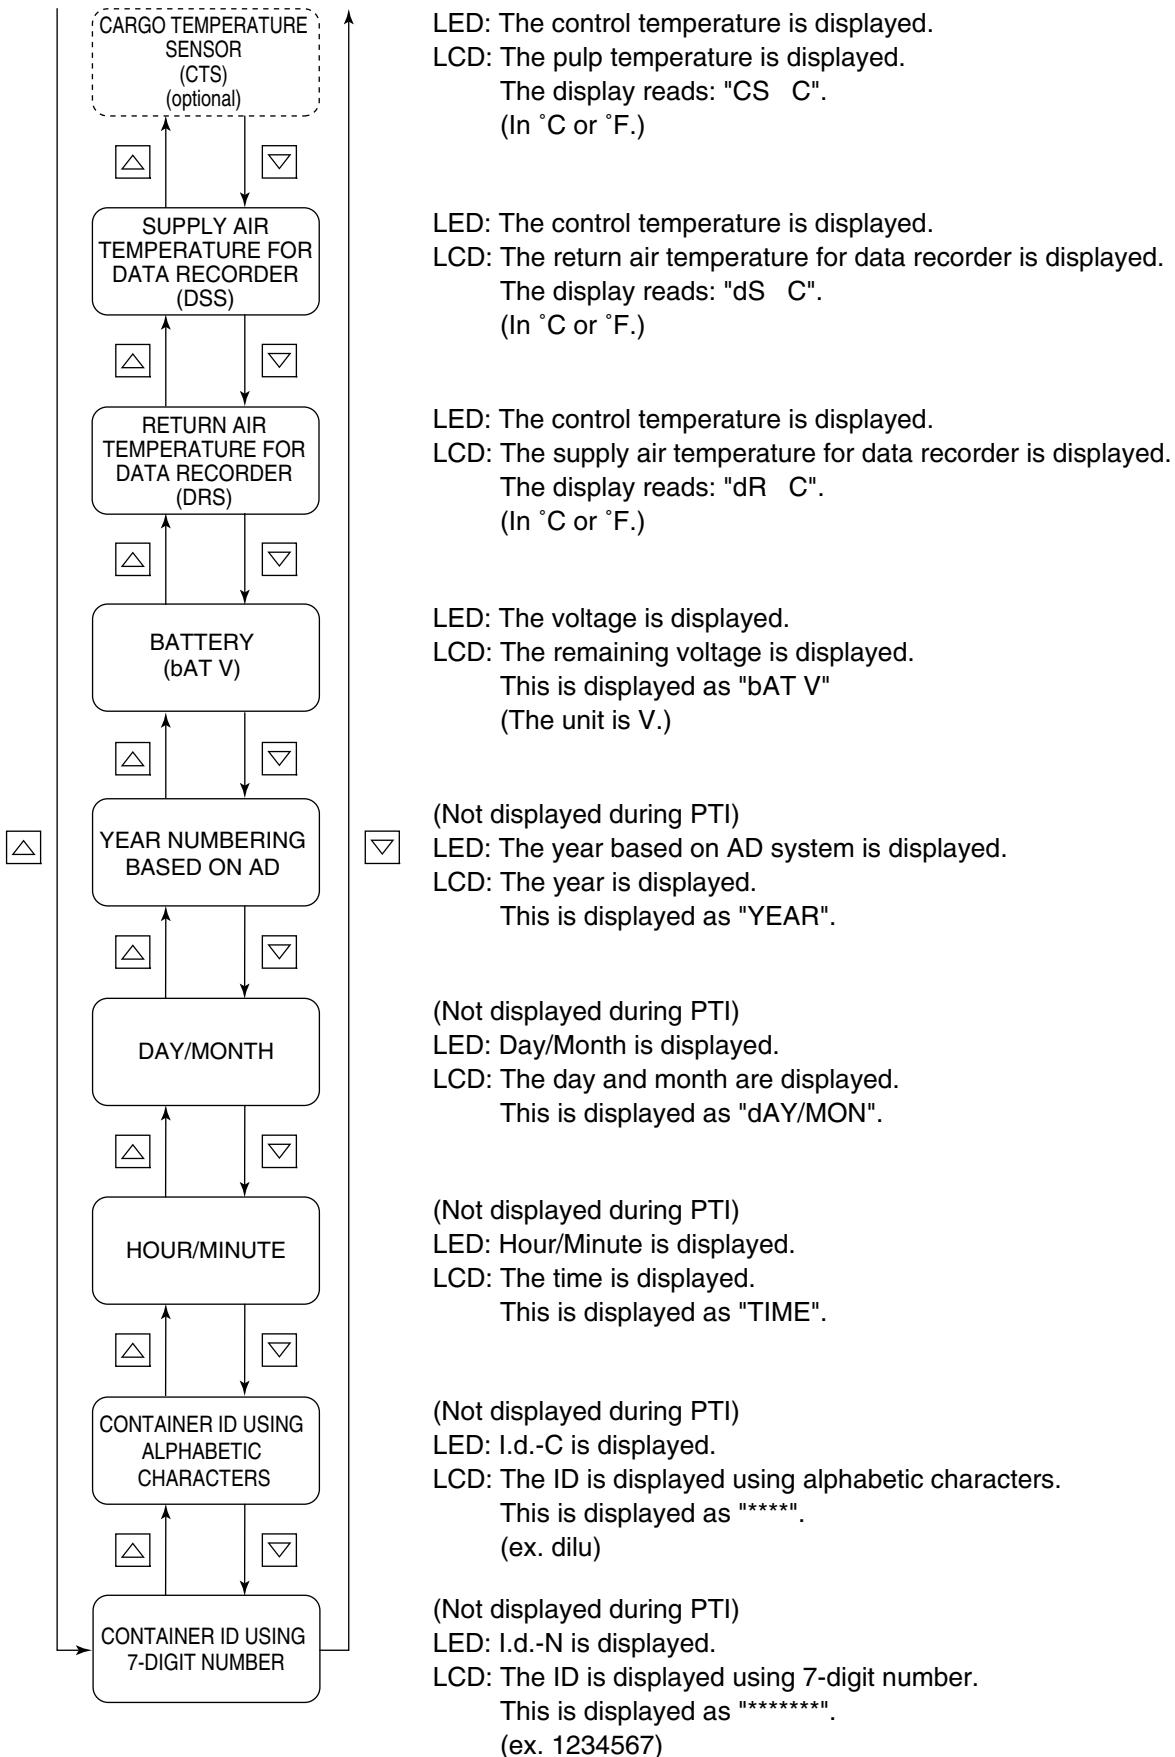 CARGO TEMPERATURE
SENSOR
(CTS)
(optional)
LED: The control temperature is displayed.
LCD: The pulp temperature is displayed.
The display reads: "CS   C".
(In ˚C or ˚F.)
SUPPLY AIR
TEMPERATURE FOR
DATA RECORDER
(DSS)
LED: The control temperature is displayed.
LCD: The return air temperature for data recorder is displayed.
The display reads: "dS   C".
(In ˚C or ˚F.)
RETURN AIR
TEMPERATURE FOR
DATA RECORDER
(DRS)
LED: The control temperature is displayed.
LCD: The supply air temperature for data recorder is displayed.
The display reads: "dR   C".
(In ˚C or ˚F.)
BATTERY
(bAT V)
LED: The voltage is displayed.
LCD: The remaining voltage is displayed.
This is displayed as "bAT V"
(The unit is V.)
YEAR NUMBERING
BASED ON AD
(Not displayed during PTI)
LED: The year based on AD system is displayed.
LCD: The year is displayed.
This is displayed as "YEAR".
DAY/MONTH
(Not displayed during PTI)
LED: Day/Month is displayed.
LCD: The day and month are displayed.
This is displayed as "dAY/MON".
HOUR/MINUTE
(Not displayed during PTI)
LED: Hour/Minute is displayed.
LCD: The time is displayed.
This is displayed as "TIME".
CONTAINER ID USING
ALPHABETIC
CHARACTERS
(Not displayed during PTI)
LED: I.d.-C is displayed.
LCD: The ID is displayed using alphabetic characters.
This is displayed as "****".
(ex. dilu)
CONTAINER ID USING
7-DIGIT NUMBER
(Not displayed during PTI)
LED: I.d.-N is displayed.
LCD: The ID is displayed using 7-digit number.
This is displayed as "*******".
(ex. 1234567)